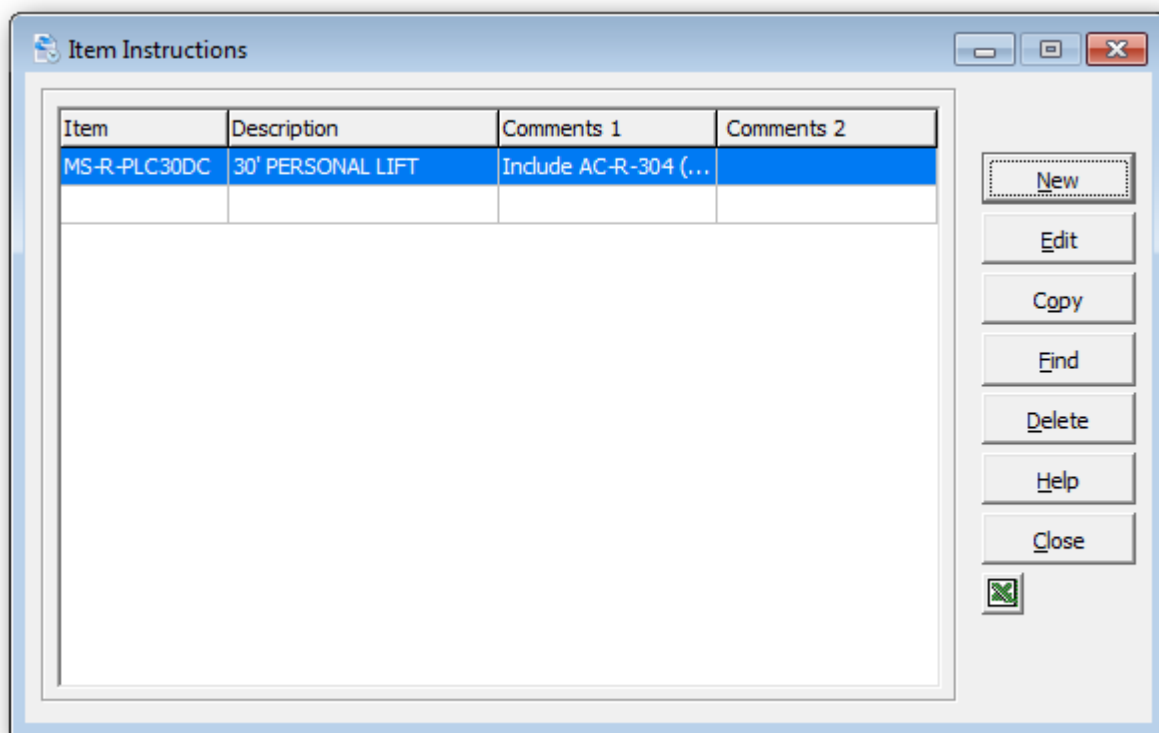 Item Instructions
Item Description Comments 1 Comments 2
MS-R-PLC30DC 30' PERSONAL LIFT Include AC-R-304 (...
New
Edit
Copy
Find
Delete
Help
Close